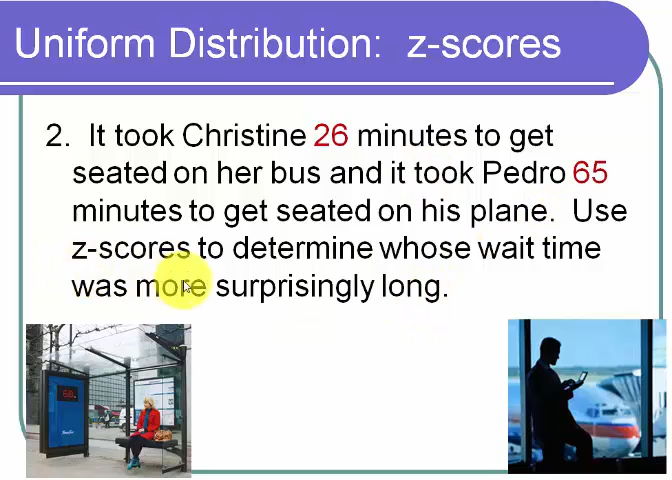 Uniform Distribution: z-scores
2. It took Christine 26 minutes to get
seated on her bus and it took Pedro 65
minutes to get seated on his plane. Use
z-scores to determine whose wait time
was more surprisingly long.